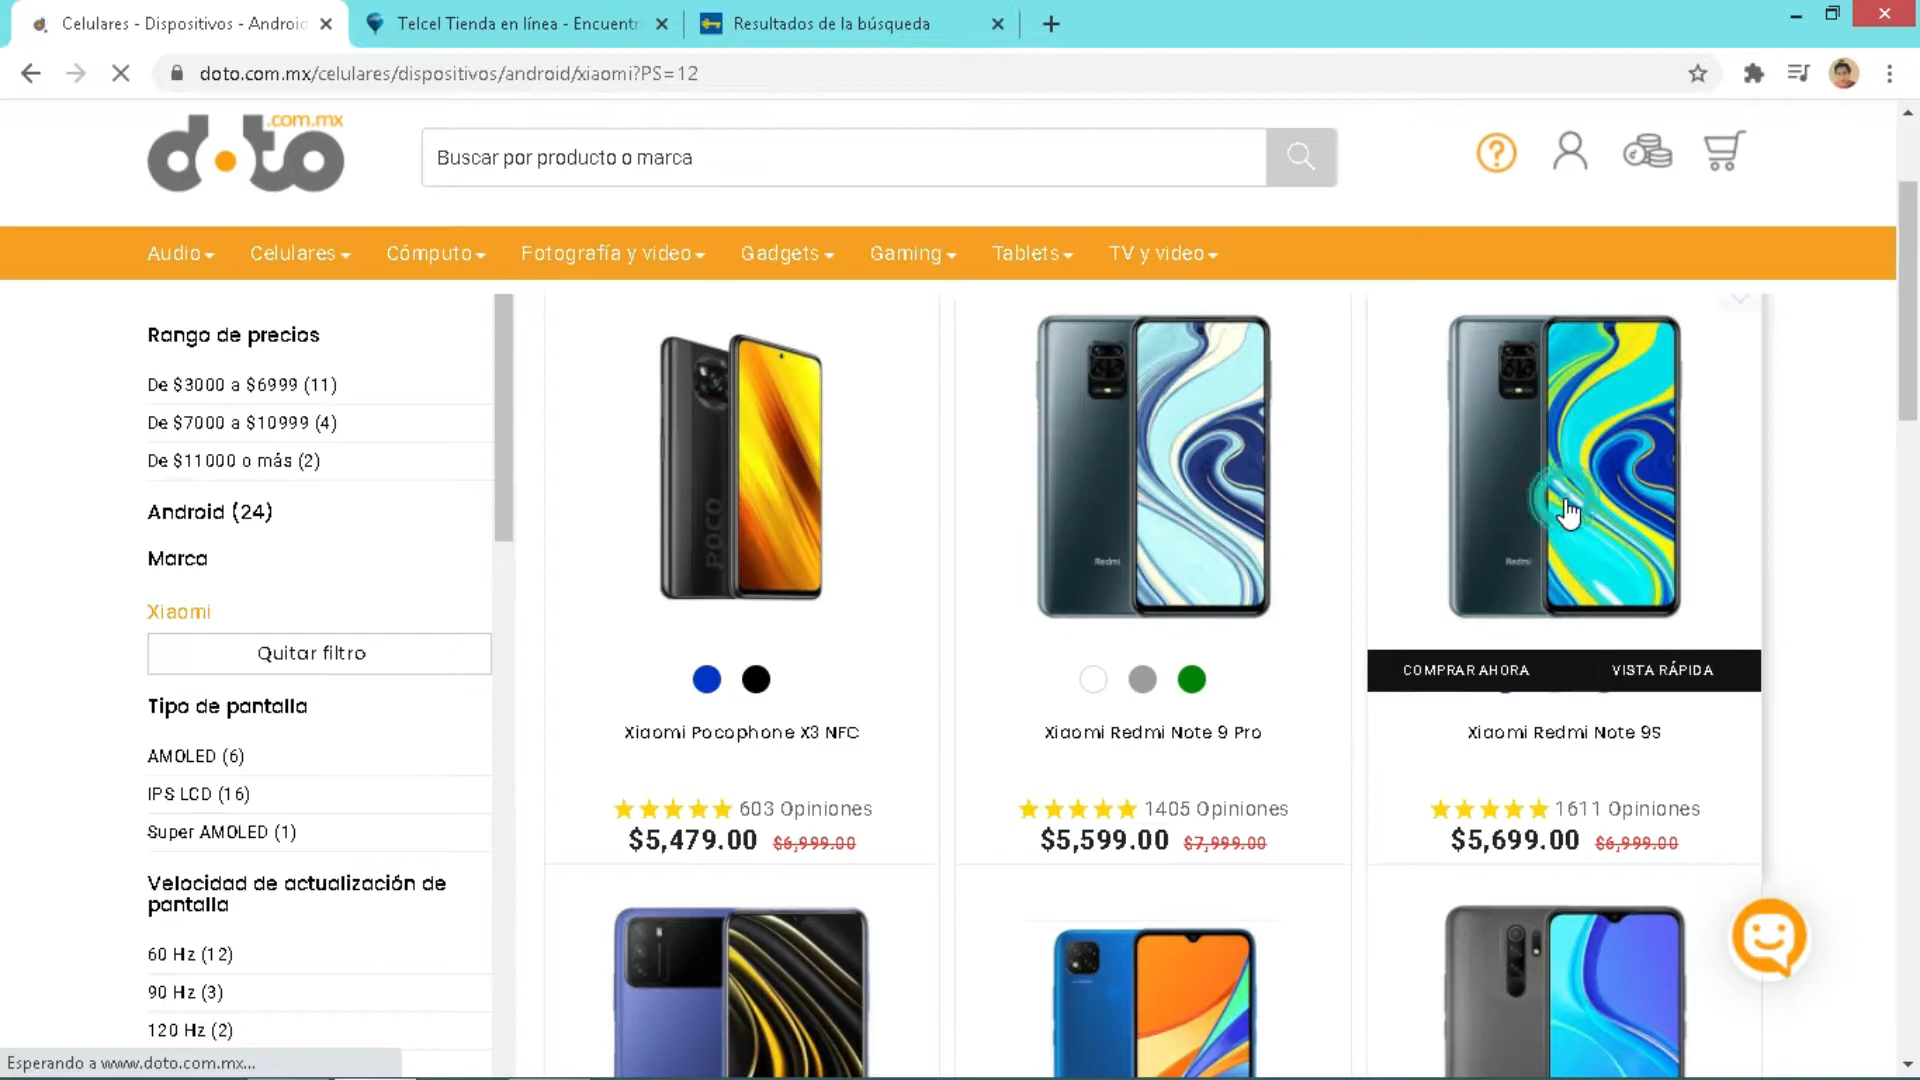 Celulares - Dispositivos - Android
Telcel Tienda en línea - Encuentr
Resultados de la búsqueda
doto.com.mx/celulares/dispositivos/android/xiaomi?PS=12
doto
.com.mx
Buscar por producto o marca
Audio
Celulares
Cómputo
Fotografía y video
Gadgets
Gaming
Tablets
TV y video
Rango de precios
De $3000 a $6999 (11)
De $7000 a $10999 (4)
De $11000 o más (2)
Android (24)
Marca
Xiaomi
Quitar filtro
Tipo de pantalla
AMOLED (6)
IPS LCD (16)
Super AMOLED (1)
Velocidad de actualización de
pantalla
60 Hz (12)
90 Hz (3)
120 Hz (2)
POCO
Xiaomi Pocophone X3 NFC
603 Opiniones
$5,479.00 $6,999.00
Redmi
Xiaomi Redmi Note 9 Pro
1405 Opiniones
$5,599.00 $7,999.00
Redmi
COMPRAR AHORA
VISTA RÁPIDA
Xiaomi Redmi Note 9S
1611 Opiniones
$5,699.00 $6,999.00
Esperando a www.doto.com.mx...